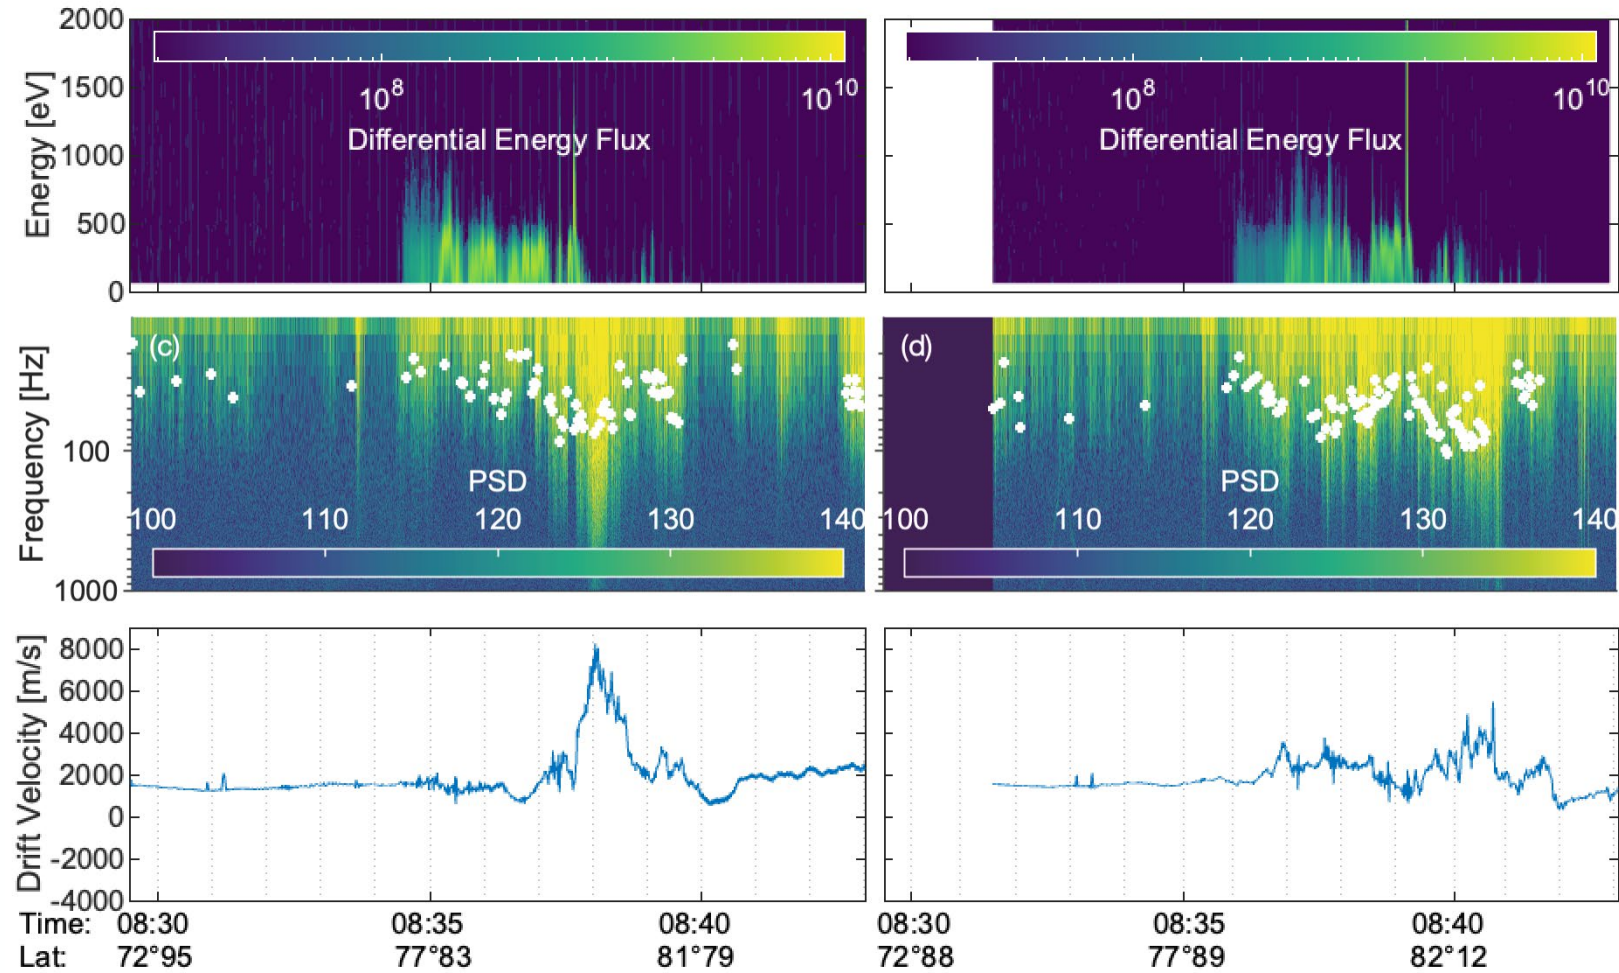 2000
1500
1000
500
0
Energy [eV]
10^8
10^10
Differential Energy Flux
10^8
10^10
Differential Energy Flux
Frequency [Hz]
100
1000
(c)
PSD
100 110 120 130 140
(d)
PSD
100 110 120 130 140
Drift Velocity [m/s]
8000
6000
4000
2000
0
-2000
-4000
Time: 08:30 08:35 08:40 08:30 08:35 08:40
Lat: 72°95 77°83 81°79 72°88 77°89 82°12